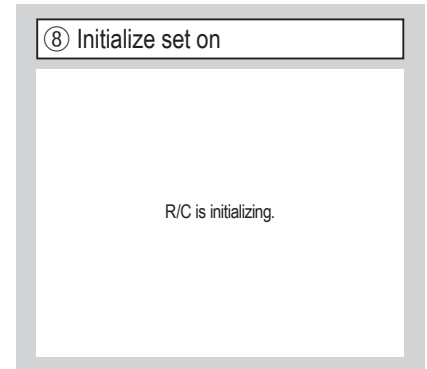 ⑧ Initialize set on
R/C is initializing.